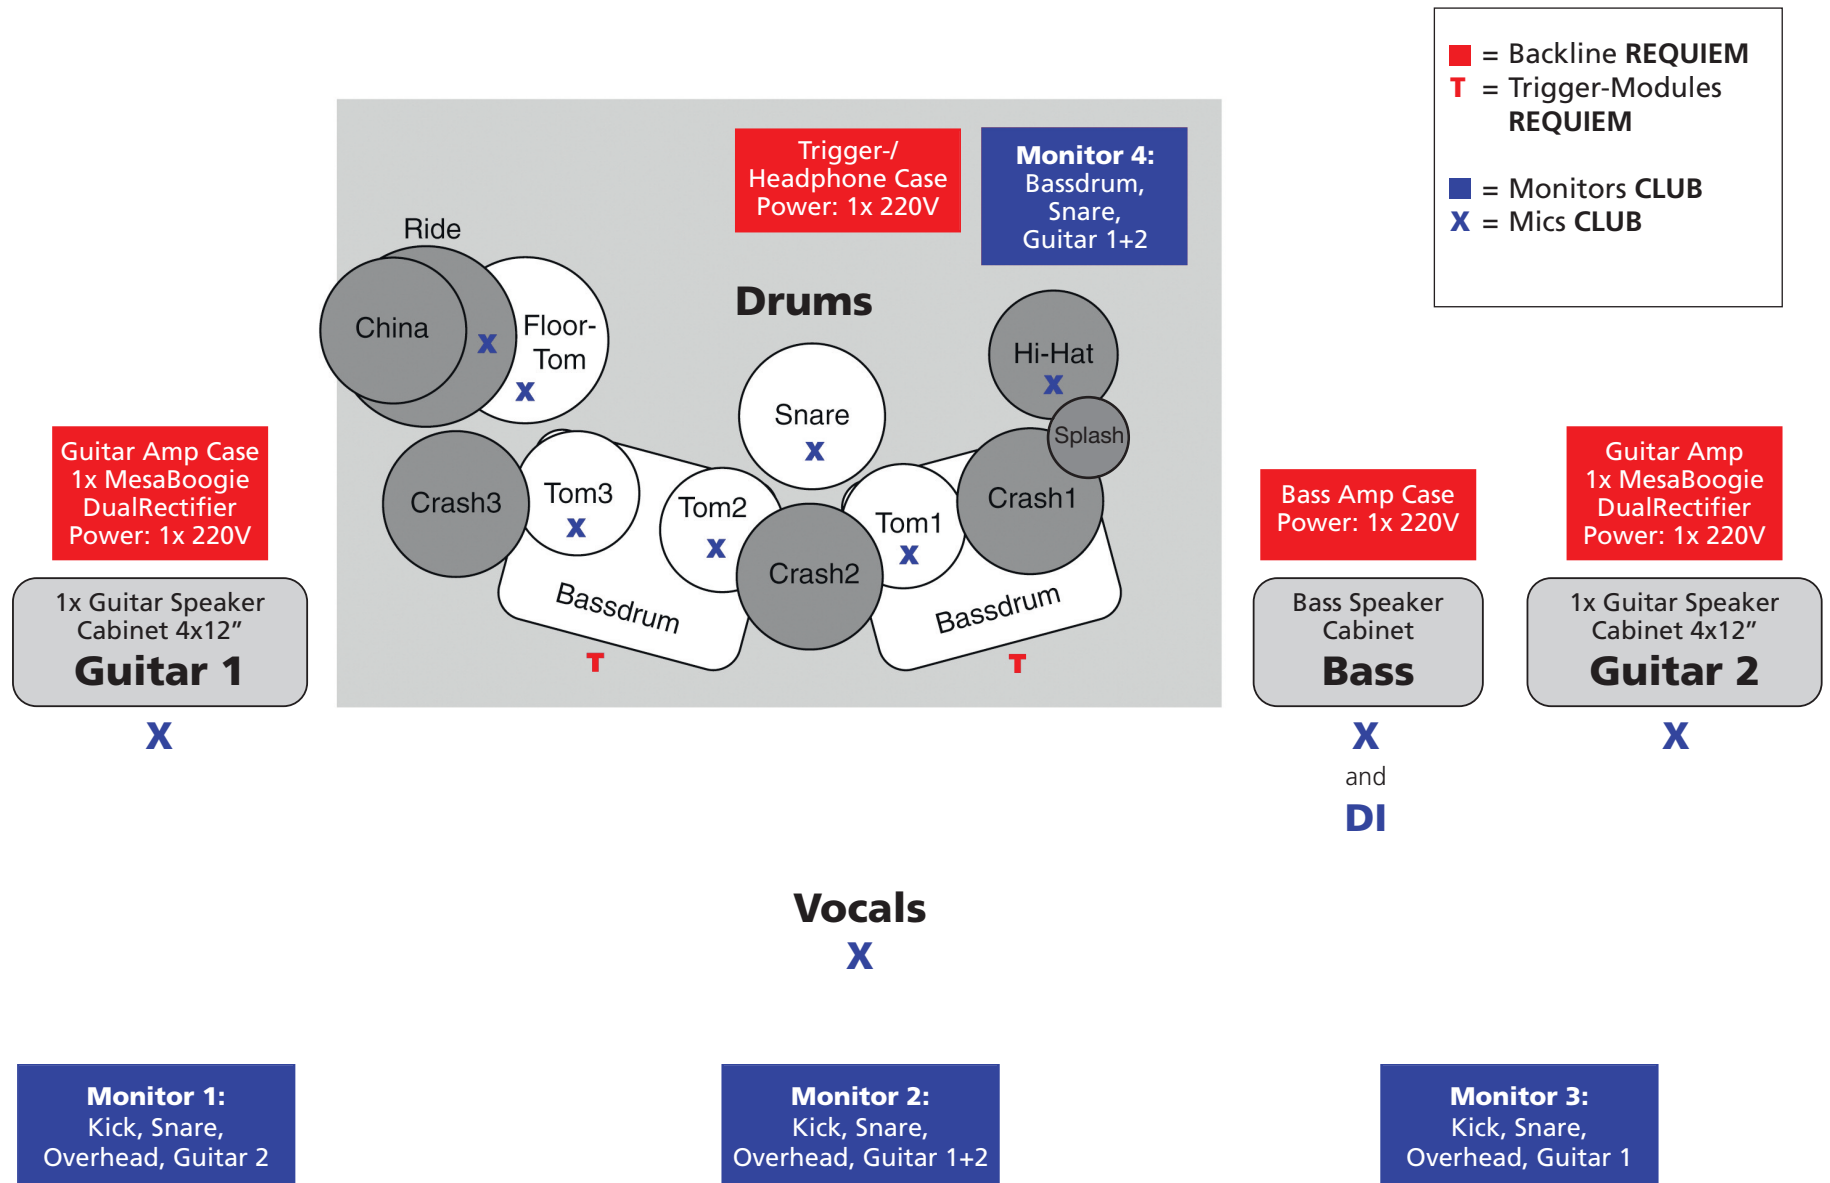 = Backline REQUIEM
T = Trigger-Modules
REQUIEM
= Monitors CLUB
X = Mics CLUB
Trigger-/
Headphone Case
Power: 1x 220V
Monitor 4:
Bassdrum,
Snare,
Guitar 1+2
Ride
China
X
Floor-
Tom
X
Drums
Hi-Hat
X
Splash
Snare
X
Crash3
Tom3
X
Tom2
X
Crash2
Tom1
X
Crash1
Bassdrum
T
Bassdrum
T
Guitar Amp Case
1x MesaBoogie
DualRectifier
Power: 1x 220V
1x Guitar Speaker
Cabinet 4x12”
Guitar 1
X
Bass Amp Case
Power: 1x 220V
Bass Speaker
Cabinet
Bass
X
and
DI
Guitar Amp
1x MesaBoogie
DualRectifier
Power: 1x 220V
1x Guitar Speaker
Cabinet 4x12”
Guitar 2
X
Vocals
X
Monitor 1:
Kick, Snare,
Overhead, Guitar 2
Monitor 2:
Kick, Snare,
Overhead, Guitar 1+2
Monitor 3:
Kick, Snare,
Overhead, Guitar 1